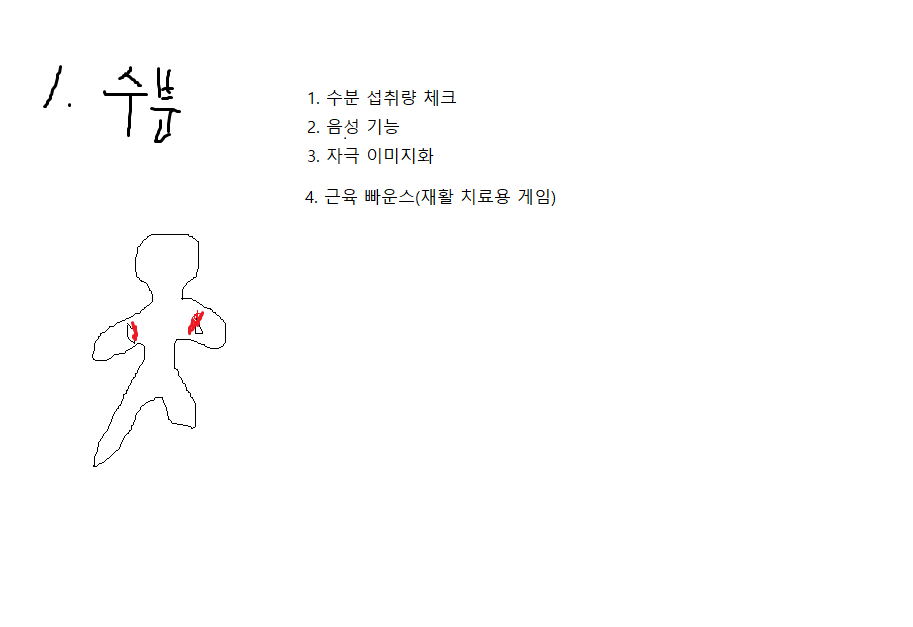 1. 수분
1. 수분 섭취량 체크
2. 음성 기능
3. 자극 이미지화
4. 근육 빠운스(재활 치료용 게임)